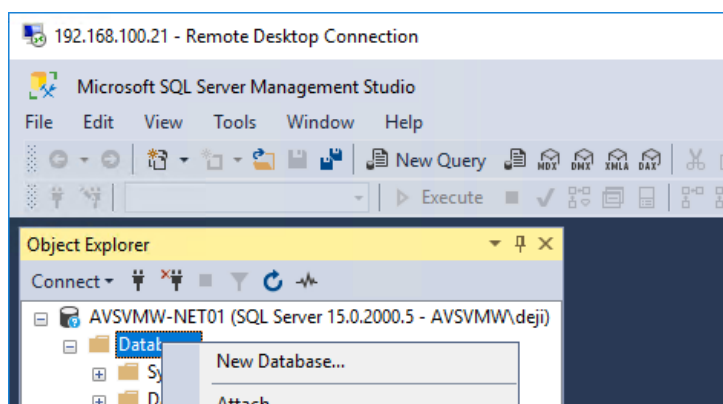 192.168.100.21 - Remote Desktop Connection
Microsoft SQL Server Management Studio
File Edit View Tools Window Help
New Query MDX DMX XMLA DAX
Execute
Object Explorer
Connect
AVSVMW-NET01 (SQL Server 15.0.2000.5 - AVSVMW\deji)
New Database...